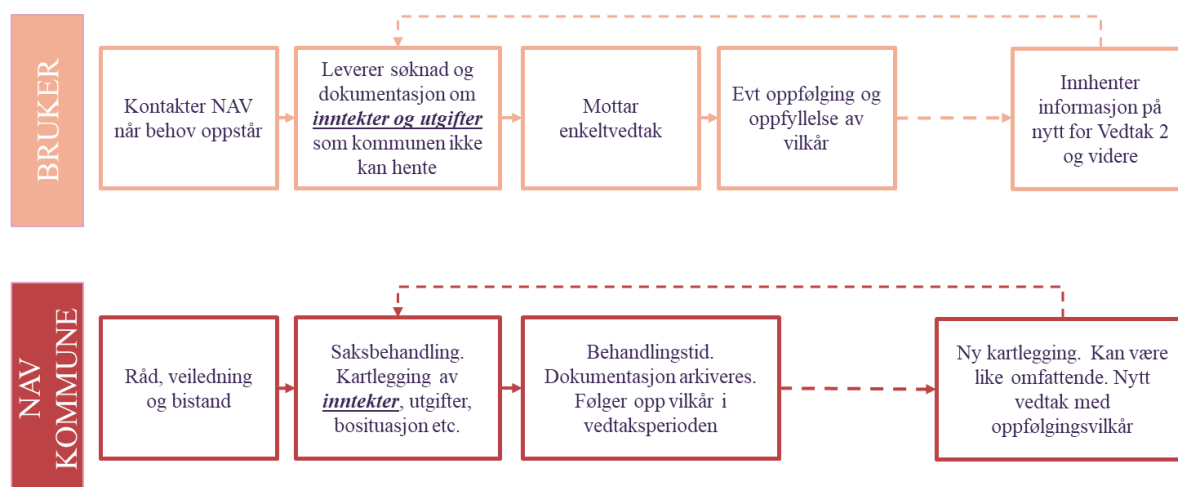 BRUKER
Kontakter NAV
når behov oppstår
Leverer søknad og
dokumentasjon om
inntekter og utgifter
som kommunen ikke
kan hente
Mottar
enkeltvedtak
Evt oppfølging og
oppfyllelse av
vilkår
Innhenter
informasjon på
nytt for Vedtak 2
og videre
NAV
KOMMUNE
Råd, veiledning
og bistand
Saksbehandling.
Kartlegging av
inntekter, utgifter,
bosituasjon etc.
Behandlingstid.
Dokumentasjon arkiveres.
Følger opp vilkår i
vedtaksperioden
Ny kartlegging. Kan være
like omfattende. Nytt
vedtak med
oppfølgingsvilkår